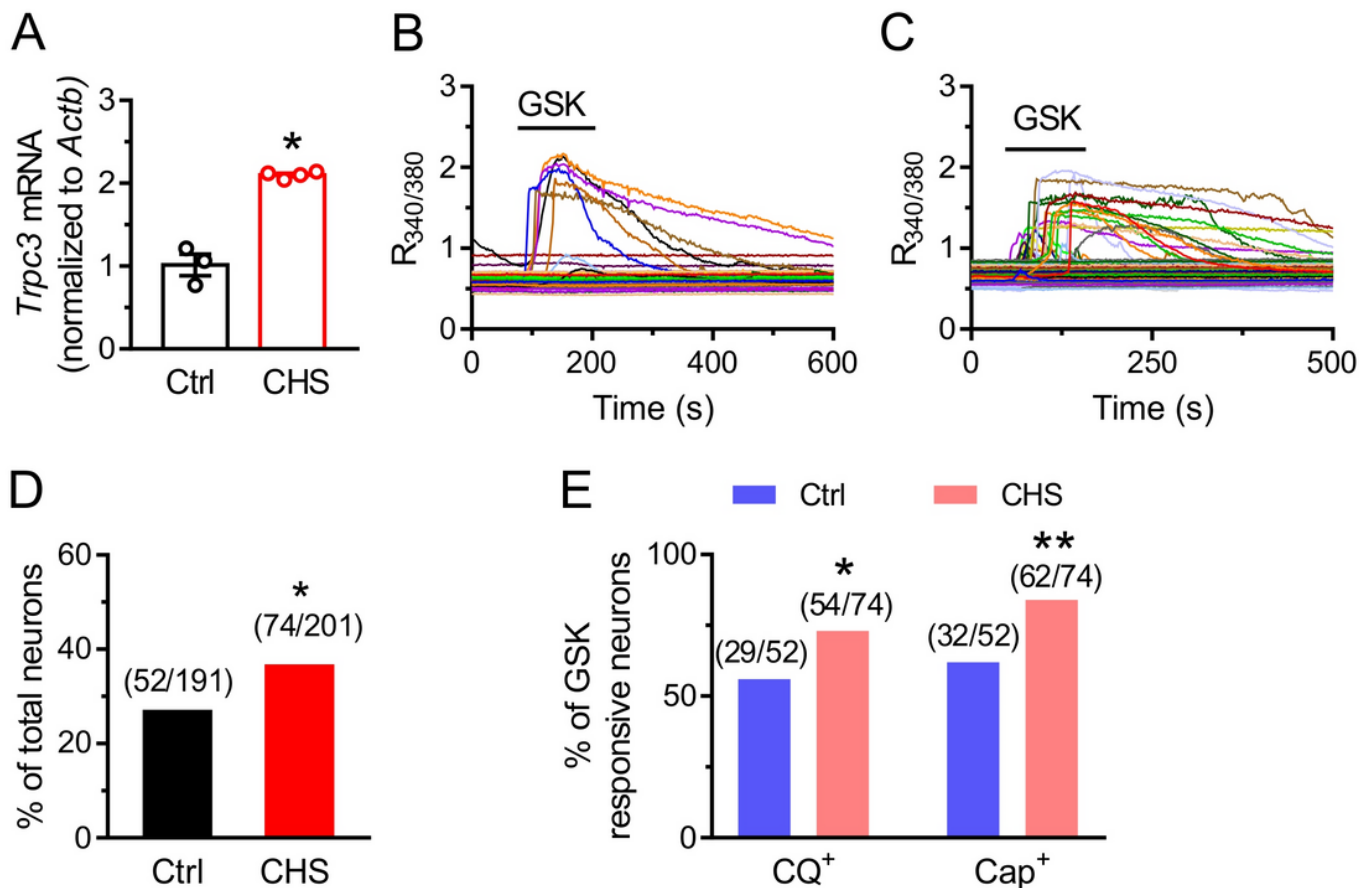 A
Trpc3 mRNA
(normalized to Actb)
3
2
1
0
*
Ctrl
CHS
B
R340/380
3
2
1
0
GSK
0
200
400
600
Time (s)
C
R340/380
3
2
1
0
GSK
0
250
500
Time (s)
D
% of total neurons
60
40
20
0
(52/191)
*
(74/201)
Ctrl
CHS
E
Ctrl
CHS
% of GSK
responsive neurons
100
50
0
(29/52)
*
(54/74)
(32/52)
**
(62/74)
CQ+
Cap+